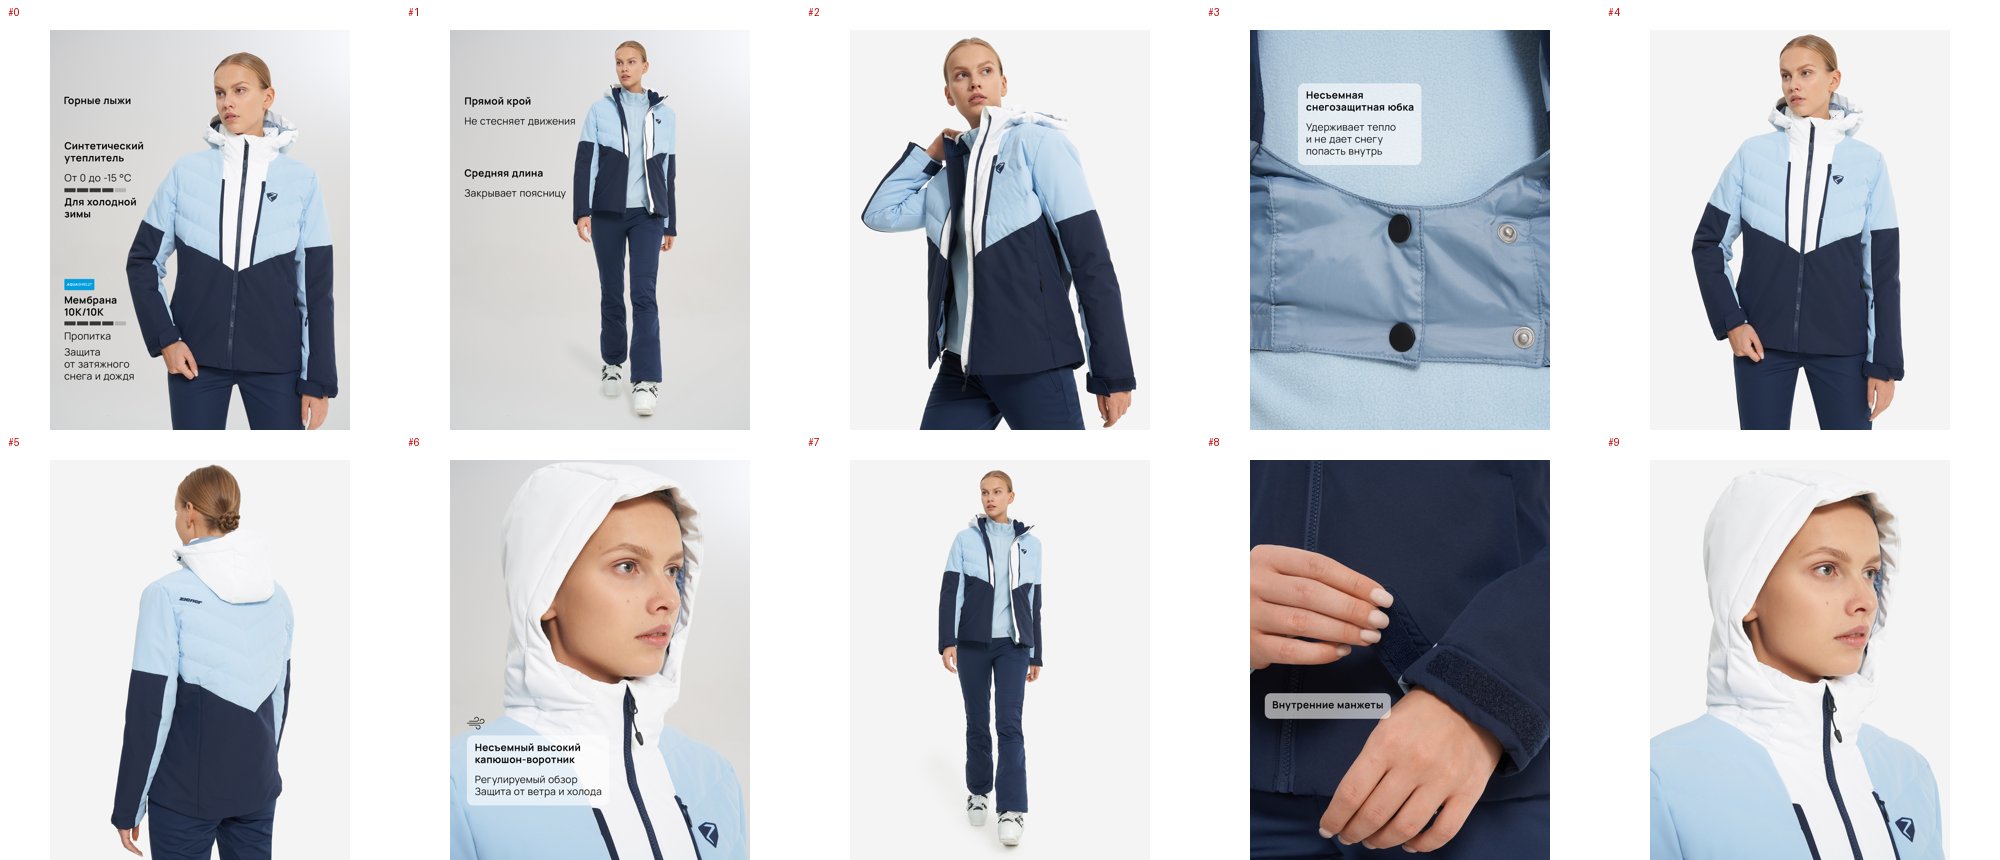 #0
#1
#2
#3
#4
Горные лыжи
Синтетический
утеплитель
От 0 до -15 °C
Для холодной
зимы
AQUASHIELD
Мембрана
10K/10K
Пропитка
Защита
от затяжного
снега и дождя
Прямой крой
Не стесняет движения
Средняя длина
Закрывает поясницу
Несъемная
снегозащитная юбка
Удерживает тепло
и не дает снегу
попасть внутрь
#5
#6
#7
#8
#9
ziener
Несъемный высокий
капюшон-воротник
Регулируемый обзор
Защита от ветра и холода
Внутренние манжеты